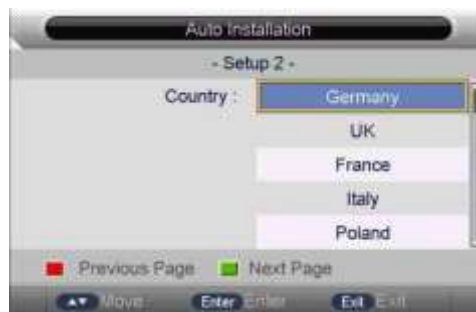 Auto Installation
- Setup 2 -
Country : Germany
UK
France
Italy
Poland
Previous Page Next Page
Move Enter Enter Exit Exit